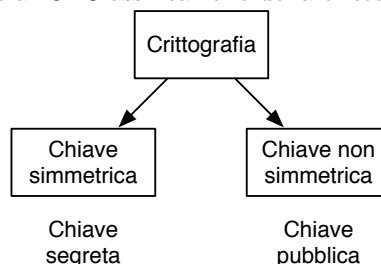 Crittografia
Chiave
simmetrica
Chiave non
simmetrica
Chiave
segreta
Chiave
pubblica